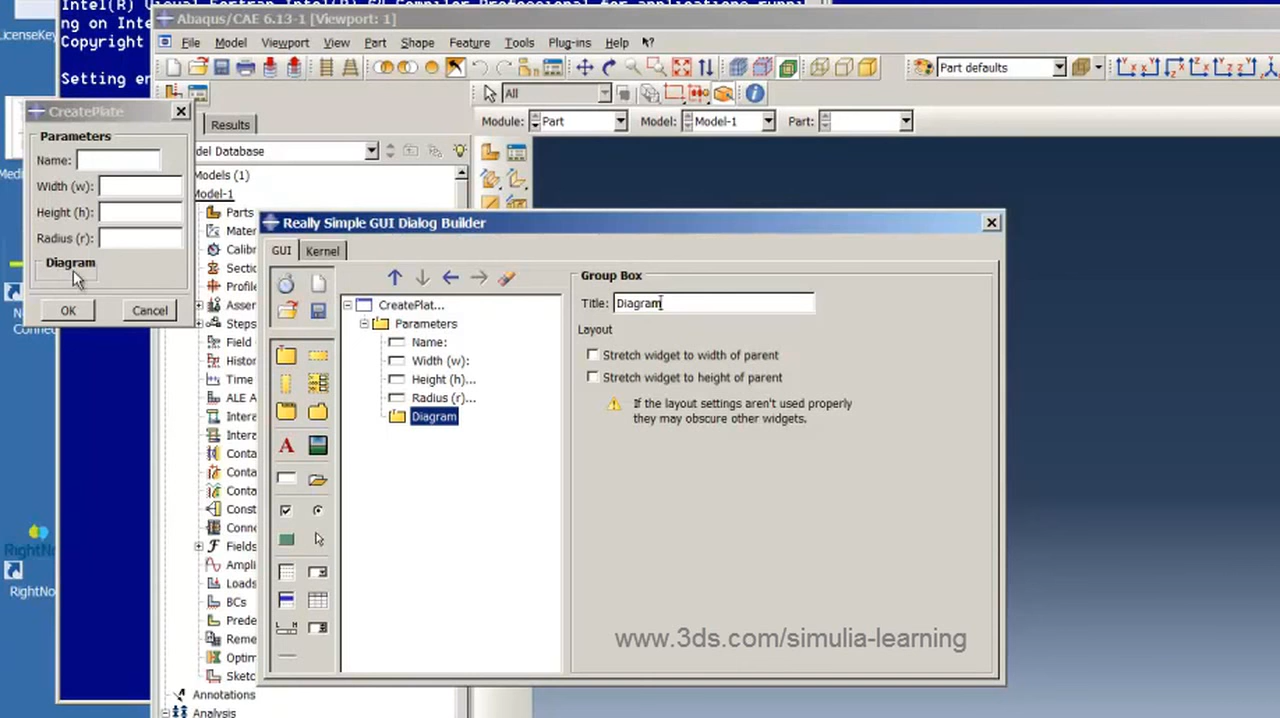 Intel(R) Visual Fortran Intel(R) 64 Compiler Professional for applications runni
ng on Inte
LicenseKey
Copyright
Setting en
Abaqus/CAE 6.13-1 [Viewport: 1]
File Model Viewport View Part Shape Feature Tools Plug-ins Help
Part defaults
All
Results
Module: Part Model: Model-1 Part:
del Database
Models (1)
Model-1
Parts
Mater
Calibr
Sectio
Profile
Asser
Steps
Field
Histor
Time
ALE A
Intera
Intera
Conta
Conta
Conta
Const
Conne
Fields
Ampli
Loads
BCs
Prede
Reme
Optim
Sketc
Annotations
Analysis
CreatePlate
Parameters
Name:
Width (w):
Height (h):
Radius (r):
Diagram
OK Cancel
Medi
Connec
RightNo
RightNo
Really Simple GUI Dialog Builder
GUI Kernel
CreatePlat...
Parameters
Name:
Width (w):
Height (h)...
Radius (r)...
Diagram
A
Group Box
Title: Diagram
Layout
Stretch widget to width of parent
Stretch widget to height of parent
If the layout settings aren't used properly
they may obscure other widgets.
www.3ds.com/simulia-learning